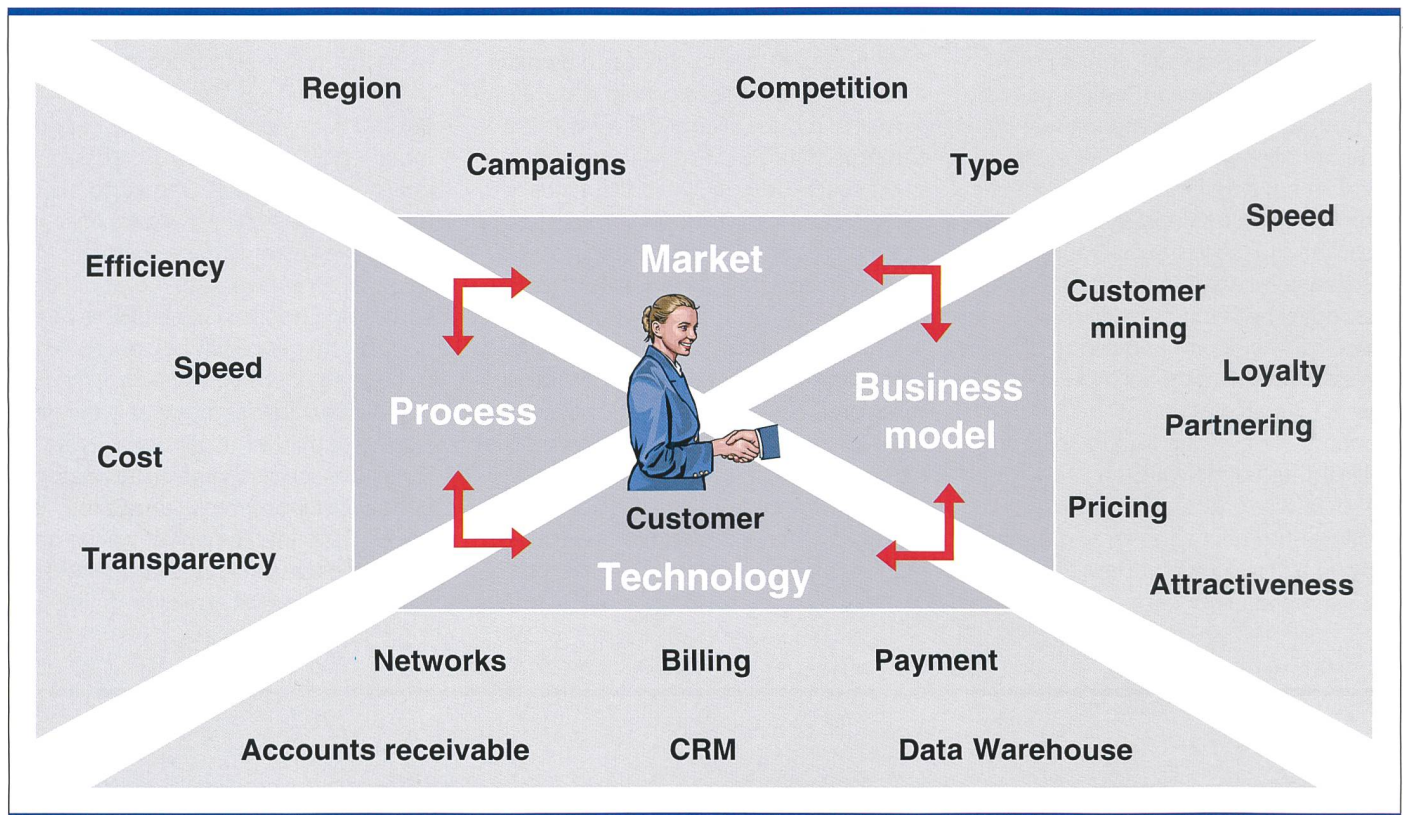 Region
Competition
Campaigns
Type
Speed
Market
Efficiency
Customer
mining
Speed
Loyalty
Process
Business
model
Partnering
Cost
Pricing
Customer
Transparency
Technology
Attractiveness
Networks
Billing
Payment
Accounts receivable
CRM
Data Warehouse